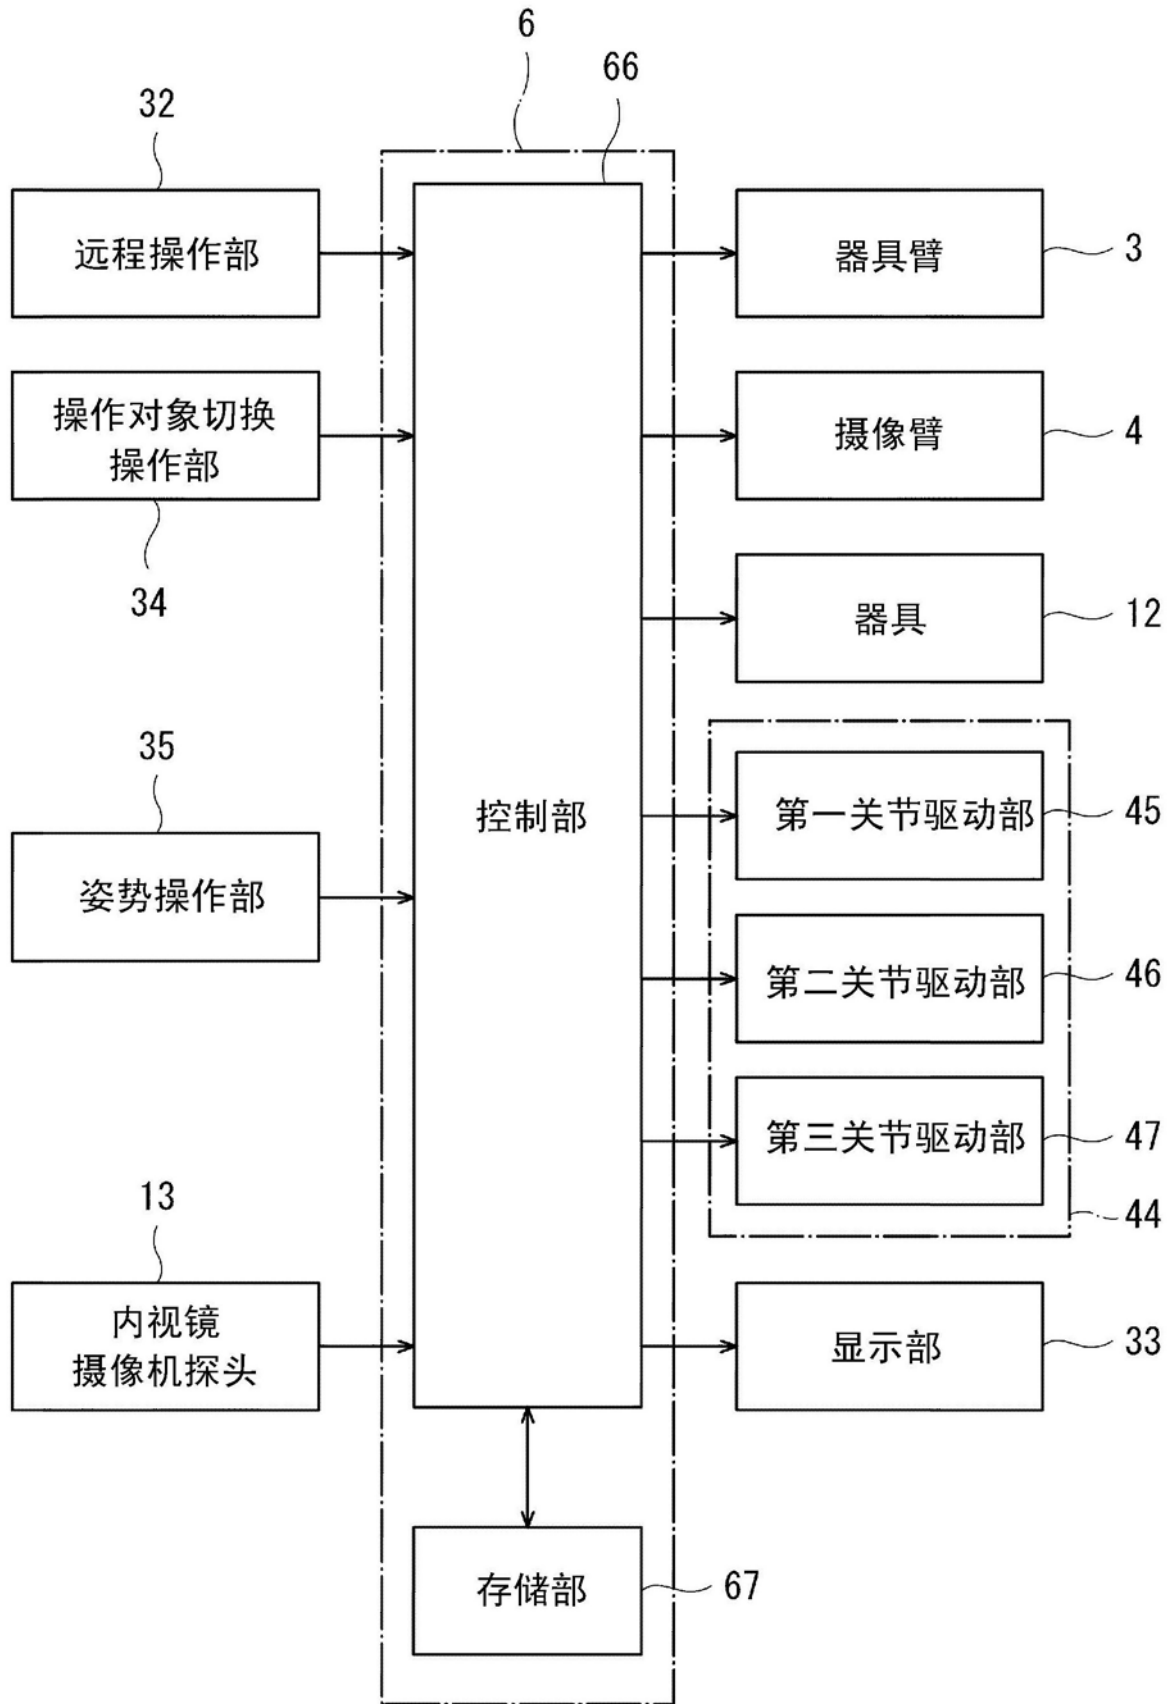 6
66
32
远程操作部
器具臂
3
操作对象切换
操作部
34
摄像臂
4
器具
12
35
姿势操作部
控制部
第一关节驱动部
45
第二关节驱动部
46
第三关节驱动部
47
44
13
内视镜
摄像机探头
显示部
33
存储部
67